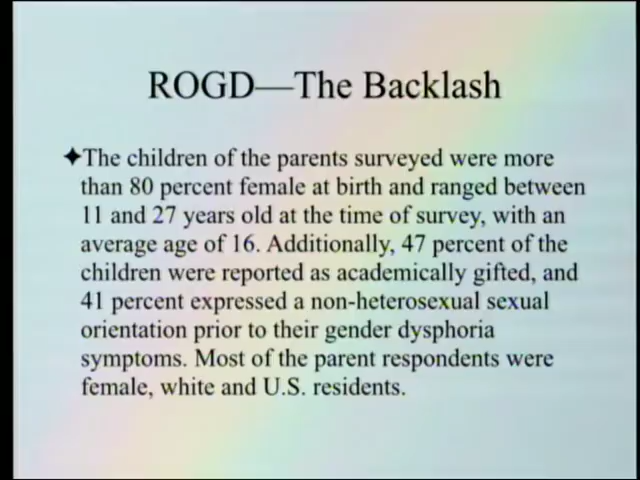 ROGD—The Backlash
✦The children of the parents surveyed were more
than 80 percent female at birth and ranged between
11 and 27 years old at the time of survey, with an
average age of 16. Additionally, 47 percent of the
children were reported as academically gifted, and
41 percent expressed a non-heterosexual sexual
orientation prior to their gender dysphoria
symptoms. Most of the parent respondents were
female, white and U.S. residents.